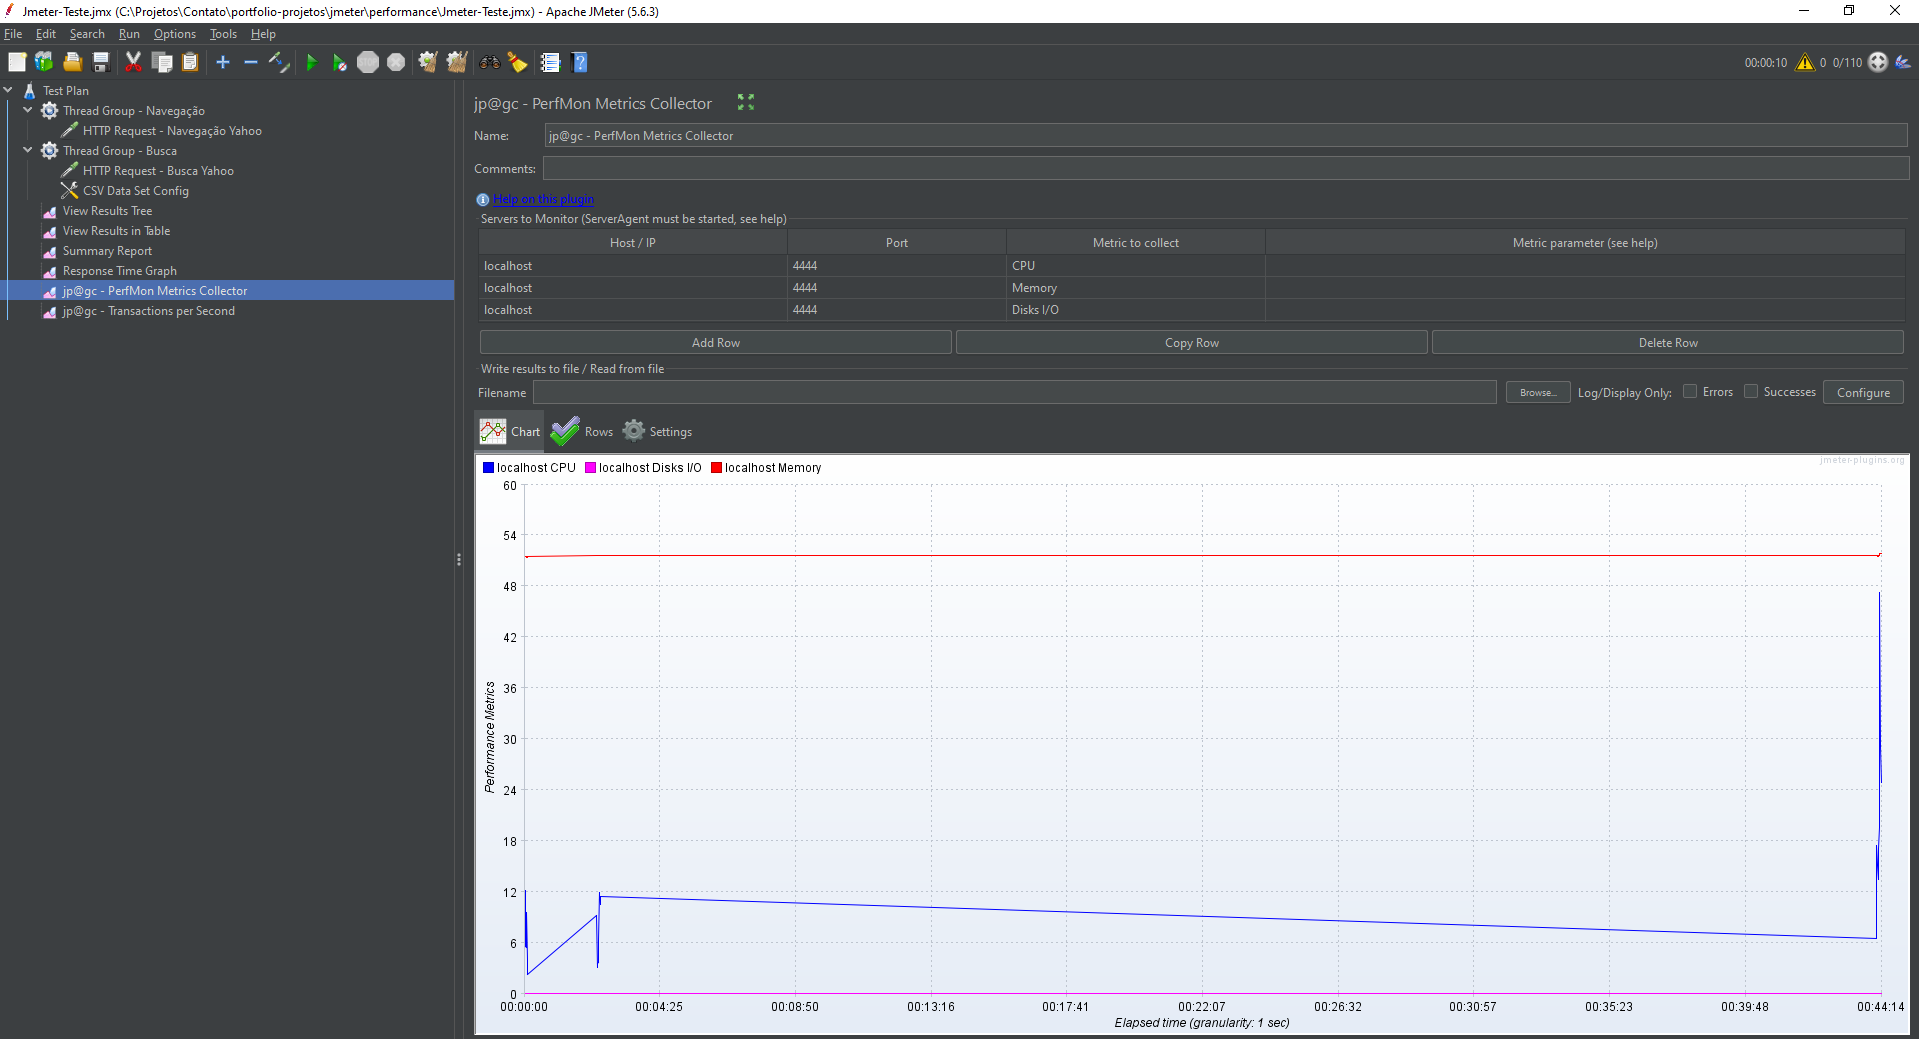 Jmeter-Teste.jmx (C:\Projetos\Contato\portfolio-projetos\jmeter\performance\Jmeter-Teste.jmx) - Apache JMeter (5.6.3)
File Edit Search Run Options Tools Help
00:00:10 0 0/110
Test Plan
Thread Group - Navegação
HTTP Request - Navegação Yahoo
Thread Group - Busca
HTTP Request - Busca Yahoo
CSV Data Set Config
View Results Tree
View Results in Table
Summary Report
Response Time Graph
jp@gc - PerfMon Metrics Collector
jp@gc - Transactions per Second
jp@gc - PerfMon Metrics Collector
Name: jp@gc - PerfMon Metrics Collector
Comments:
Help on this plugin
Servers to Monitor (ServerAgent must be started, see help)
Host / IP Port Metric to collect Metric parameter (see help)
localhost 4444 CPU
localhost 4444 Memory
localhost 4444 Disks I/O
Add Row Copy Row Delete Row
Write results to file / Read from file
Filename Browse... Log/Display Only: Errors Successes Configure
Chart Rows Settings
localhost CPU localhost Disks I/O localhost Memory
jmeter-plugins.org
60
54
48
42
36
30
24
18
12
6
0
Performance Metrics
00:00:00 00:04:25 00:08:50 00:13:16 00:17:41 00:22:07 00:26:32 00:30:57 00:35:23 00:39:48 00:44:14
Elapsed time (granularity: 1 sec)